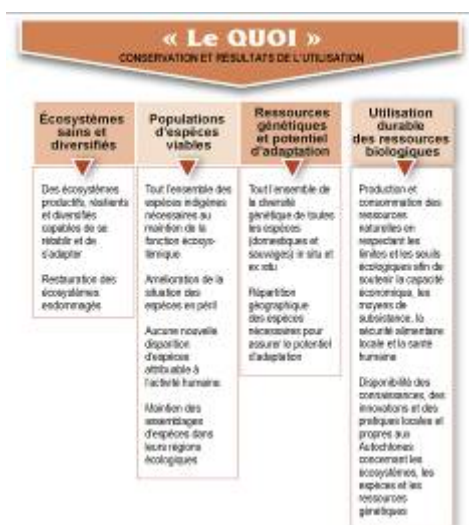 « Le QUOI »
CONSERVATION ET RÉSULTATS DE L'UTILISATION
Écosystèmes
sains et
diversifiés
Des écosystèmes
productifs, résilients
et diversifiés
capables de se
rétablir et de
s'adapter
Restauration des
écosystèmes
endommagés
Populations
d'espèces
viables
Tout l'ensemble des
espèces indigènes
nécessaires au
maintien de la
fonction écosys-
témique
Amélioration de la
situation des
espèces en péril
Aucune nouvelle
disparition
d'espèces
attribuable à
l'activité humaine
Maintien des
assemblages
d'espèces dans
leurs régions
écologiques
Ressources
génétiques
et potentiel
d'adaptation
Tout l'ensemble de
la diversité
génétique de toutes
les espèces
(domestiques et
sauvages) in situ et
ex situ
Répartition
géographique
des espèces
nécessaires pour
assurer le potentiel
d'adaptation
Utilisation
durable
des ressources
biologiques
Production et
consommation des
ressources
naturelles en
respectant les
limites et les seuils
écologiques afin de
soutenir la capacité
économique, les
moyens de
subsistance, la
sécurité alimentaire
locale et la santé
humaine
Disponibilité des
connaissances, des
innovations et des
pratiques locales et
propres aux
Autochtones
concernant les
écosystèmes, les
espèces et les
ressources
génétiques